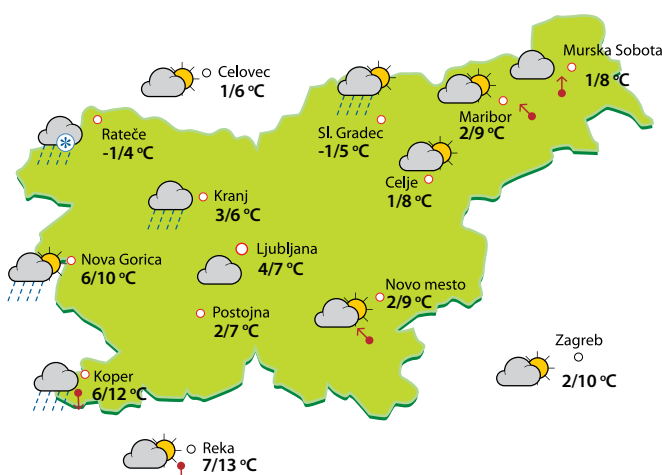 Celovec
1/6 °C
Murska Sobota
1/8 °C
Maribor
2/9 °C
Sl. Gradec
-1/5 °C
Rateče
-1/4 °C
Celje
1/8 °C
Kranj
3/6 °C
Ljubljana
4/7 °C
Nova Gorica
6/10 °C
Novo mesto
2/9 °C
Postojna
2/7 °C
Zagreb
2/10 °C
Koper
6/12 °C
Reka
7/13 °C